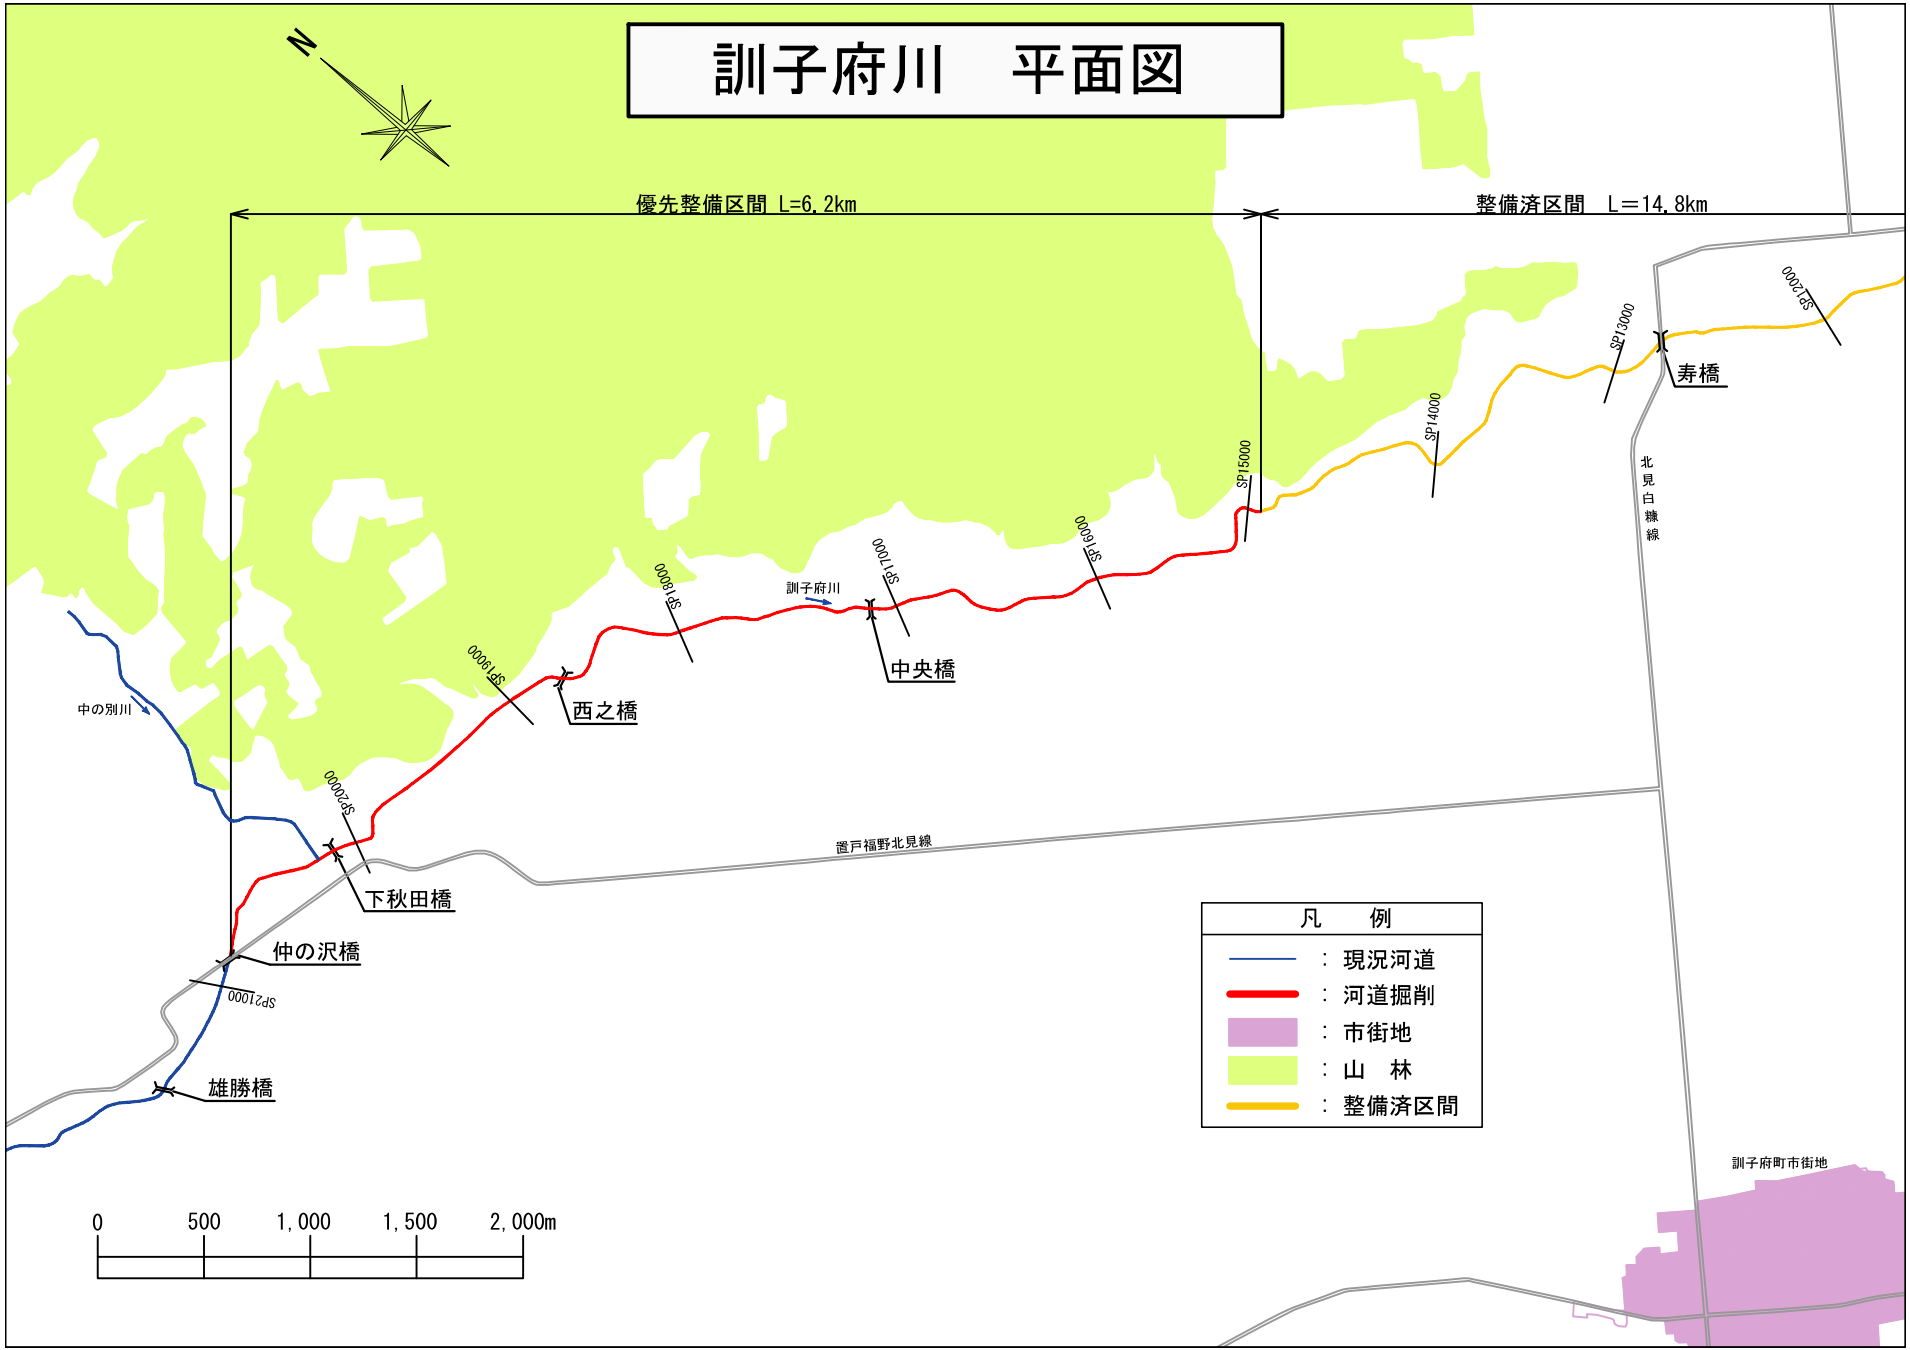 訓子府川　平面図
N
優先整備区間 L=6.2km
整備済区間　L＝14.8km
SP12000
SP13000
寿橋
SP14000
SP15000
北見白糠線
SP16000
SP17000
訓子府川
SP18000
中央橋
SP19000
西之橋
中の別川
SP20000
置戸福野北見線
下秋田橋
仲の沢橋
SP21000
雄勝橋
凡　例
：現況河道
：河道掘削
：市街地
：山　林
：整備済区間
訓子府町市街地
0 500 1,000 1,500 2,000m